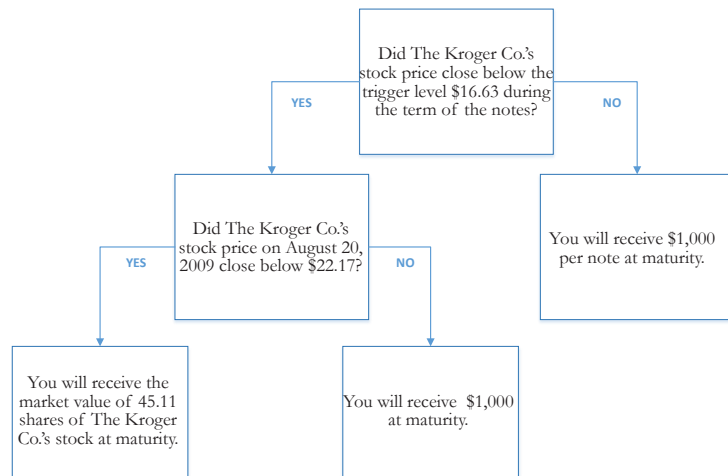 Did The Kroger Co.'s
stock price close below the
trigger level $16.63 during
the term of the notes?
YES
NO
Did The Kroger Co.'s
stock price on August 20,
2009 close below $22.17?
You will receive $1,000
per note at maturity.
YES
NO
You will receive the
market value of 45.11
shares of The Kroger
Co.'s stock at maturity.
You will receive $1,000
at maturity.